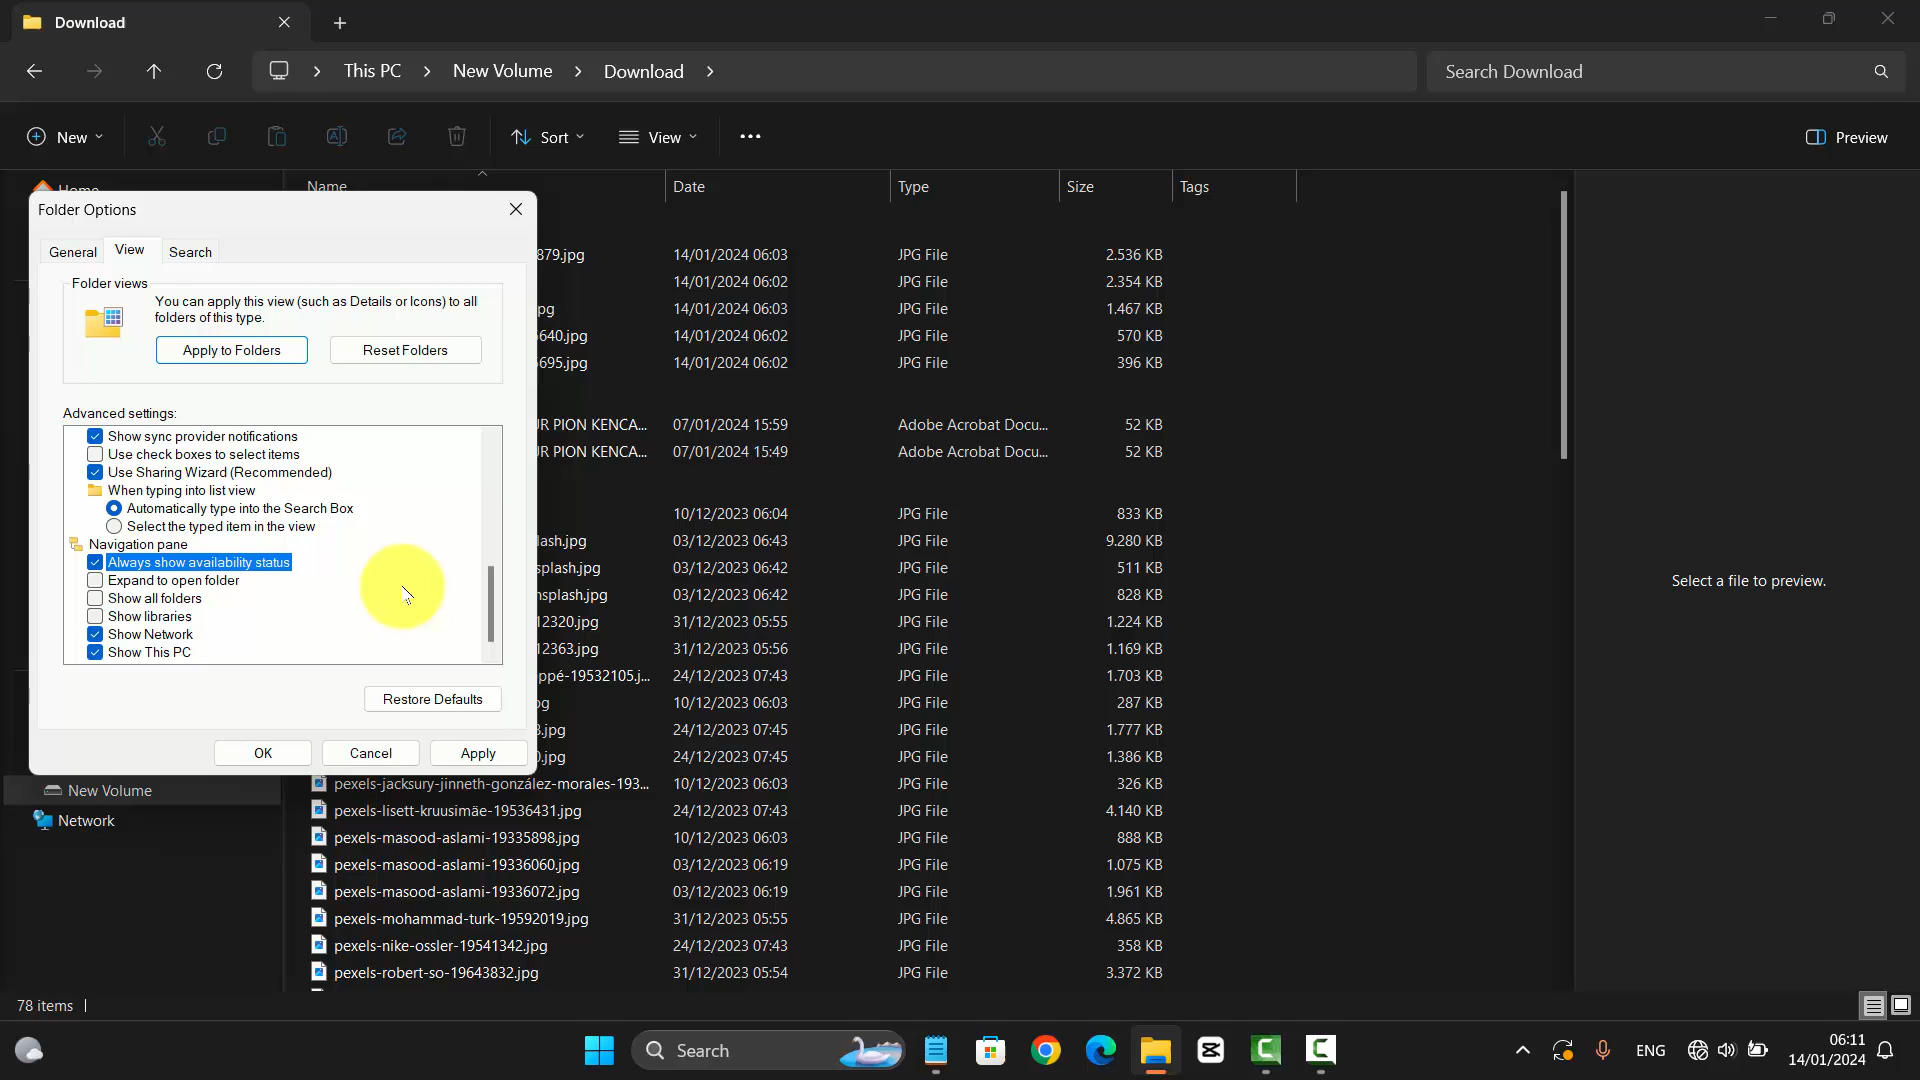 Download
This PC
New Volume
Download
Search Download
New
Sort
View
Preview
Home
Name
Date
Type
Size
Tags
Folder Options
General
View
Search
Folder views
You can apply this view (such as Details or Icons) to all
folders of this type.
Apply to Folders
Reset Folders
Advanced settings:
Show sync provider notifications
Use check boxes to select items
Use Sharing Wizard (Recommended)
When typing into list view
Automatically type into the Search Box
Select the typed item in the view
Navigation pane
Always show availability status
Expand to open folder
Show all folders
Show libraries
Show Network
Show This PC
Restore Defaults
OK
Cancel
Apply
New Volume
Network
879.jpg 14/01/2024 06:03 JPG File 2.536 KB
14/01/2024 06:02 JPG File 2.354 KB
pg 14/01/2024 06:03 JPG File 1.467 KB
640.jpg 14/01/2024 06:02 JPG File 570 KB
695.jpg 14/01/2024 06:02 JPG File 396 KB
JR PION KENCA... 07/01/2024 15:59 Adobe Acrobat Docu... 52 KB
JR PION KENCA... 07/01/2024 15:49 Adobe Acrobat Docu... 52 KB
10/12/2023 06:04 JPG File 833 KB
lash.jpg 03/12/2023 06:43 JPG File 9.280 KB
splash.jpg 03/12/2023 06:42 JPG File 511 KB
nsplash.jpg 03/12/2023 06:42 JPG File 828 KB
12320.jpg 31/12/2023 05:55 JPG File 1.224 KB
12363.jpg 31/12/2023 05:56 JPG File 1.169 KB
ppé-19532105.j... 24/12/2023 07:43 JPG File 1.703 KB
pg 10/12/2023 06:03 JPG File 287 KB
3.jpg 24/12/2023 07:45 JPG File 1.777 KB
0.jpg 24/12/2023 07:45 JPG File 1.386 KB
pexels-jacksury-jinneth-gonzález-morales-193... 10/12/2023 06:03 JPG File 326 KB
pexels-lisett-kruusimäe-19536431.jpg 24/12/2023 07:43 JPG File 4.140 KB
pexels-masood-aslami-19335898.jpg 10/12/2023 06:03 JPG File 888 KB
pexels-masood-aslami-19336060.jpg 03/12/2023 06:19 JPG File 1.075 KB
pexels-masood-aslami-19336072.jpg 03/12/2023 06:19 JPG File 1.961 KB
pexels-mohammad-turk-19592019.jpg 31/12/2023 05:55 JPG File 4.865 KB
pexels-nike-ossler-19541342.jpg 24/12/2023 07:43 JPG File 358 KB
pexels-robert-so-19643832.jpg 31/12/2023 05:54 JPG File 3.372 KB
Select a file to preview.
78 items
Search
ENG
06:11
14/01/2024